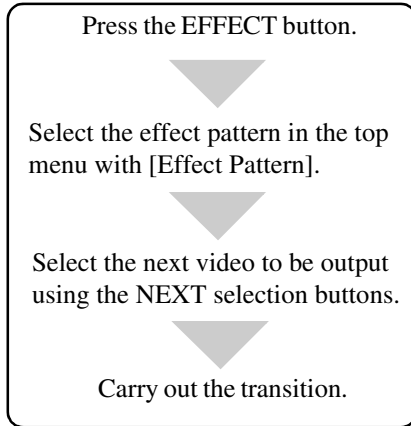 Press the EFFECT button.
Select the effect pattern in the top
menu with [Effect Pattern].
Select the next video to be output
using the NEXT selection buttons.
Carry out the transition.